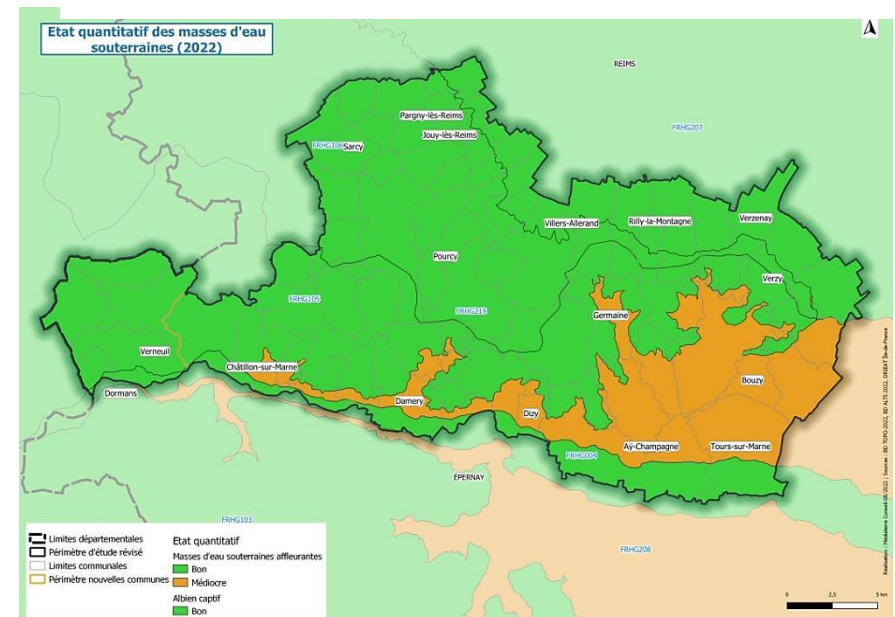 Etat quantitatif des masses d'eau
souterraines (2022)
REIMS
Pargny-lès-Reims
Jouy-lès-Reims
FRHG207
Sarcy
Villers-Allerand
Rilly-la-Montagne
Verzenay
Pourcy
Verzy
FRHG105
Germaine
Verneuil
Châtillon-sur-Marne
Bouzy
Dormans
Damery
Dizy
Aÿ-Champagne
Tours-sur-Marne
FRHG004
ÉPERNAY
FRHG103
FRHG208
Limites départementales
Périmètre d'étude révisé
Limites communales
Périmètre nouvelles communes
Etat quantitatif
Masses d'eau souterraines affleurantes
Bon
Médiocre
Albien captif
Bon
0 2,5 5 km